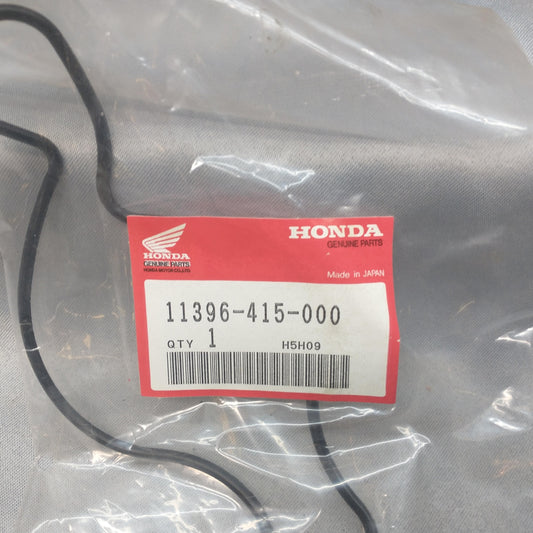 HONDA
GENUINE PARTS
HONDA MOTOR CO.,LTD.
HONDA
GENUINE PARTS
Made in JAPAN
11396-415-000
QTY 1 H5H09